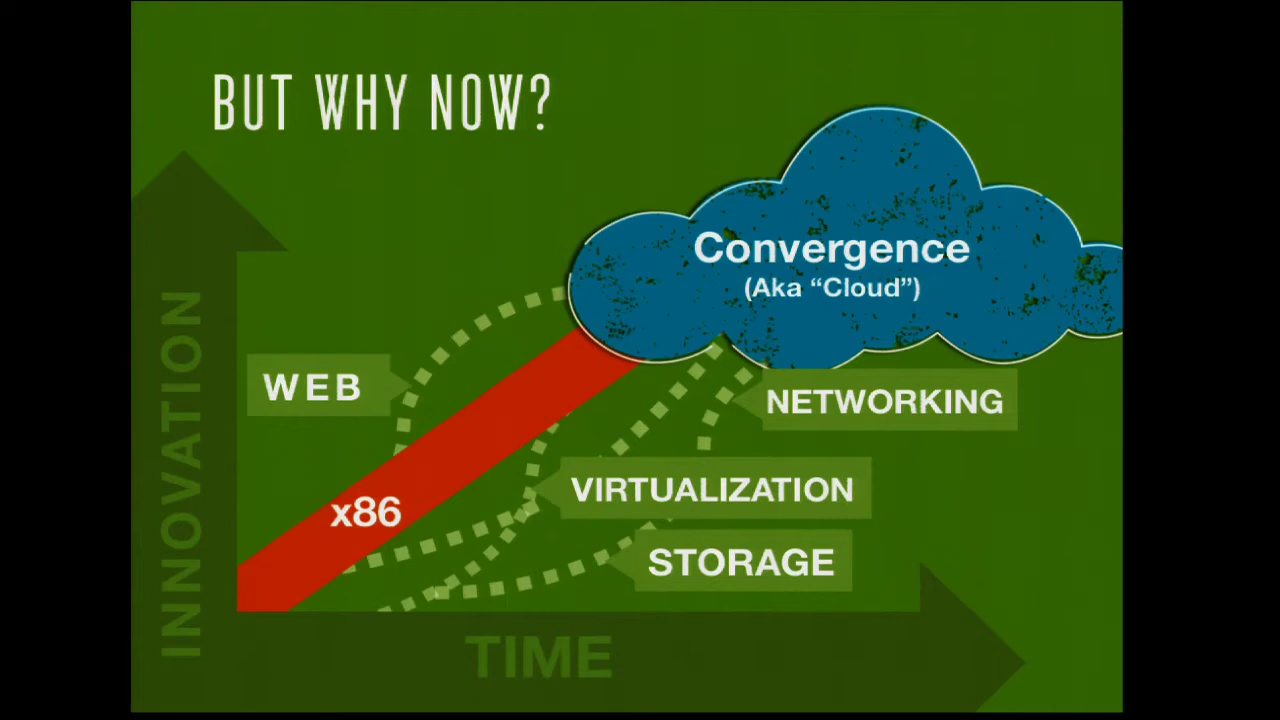 BUT WHY NOW?
Convergence
(Aka “Cloud”)
WEB
NETWORKING
VIRTUALIZATION
x86
STORAGE
INNOVATION
TIME